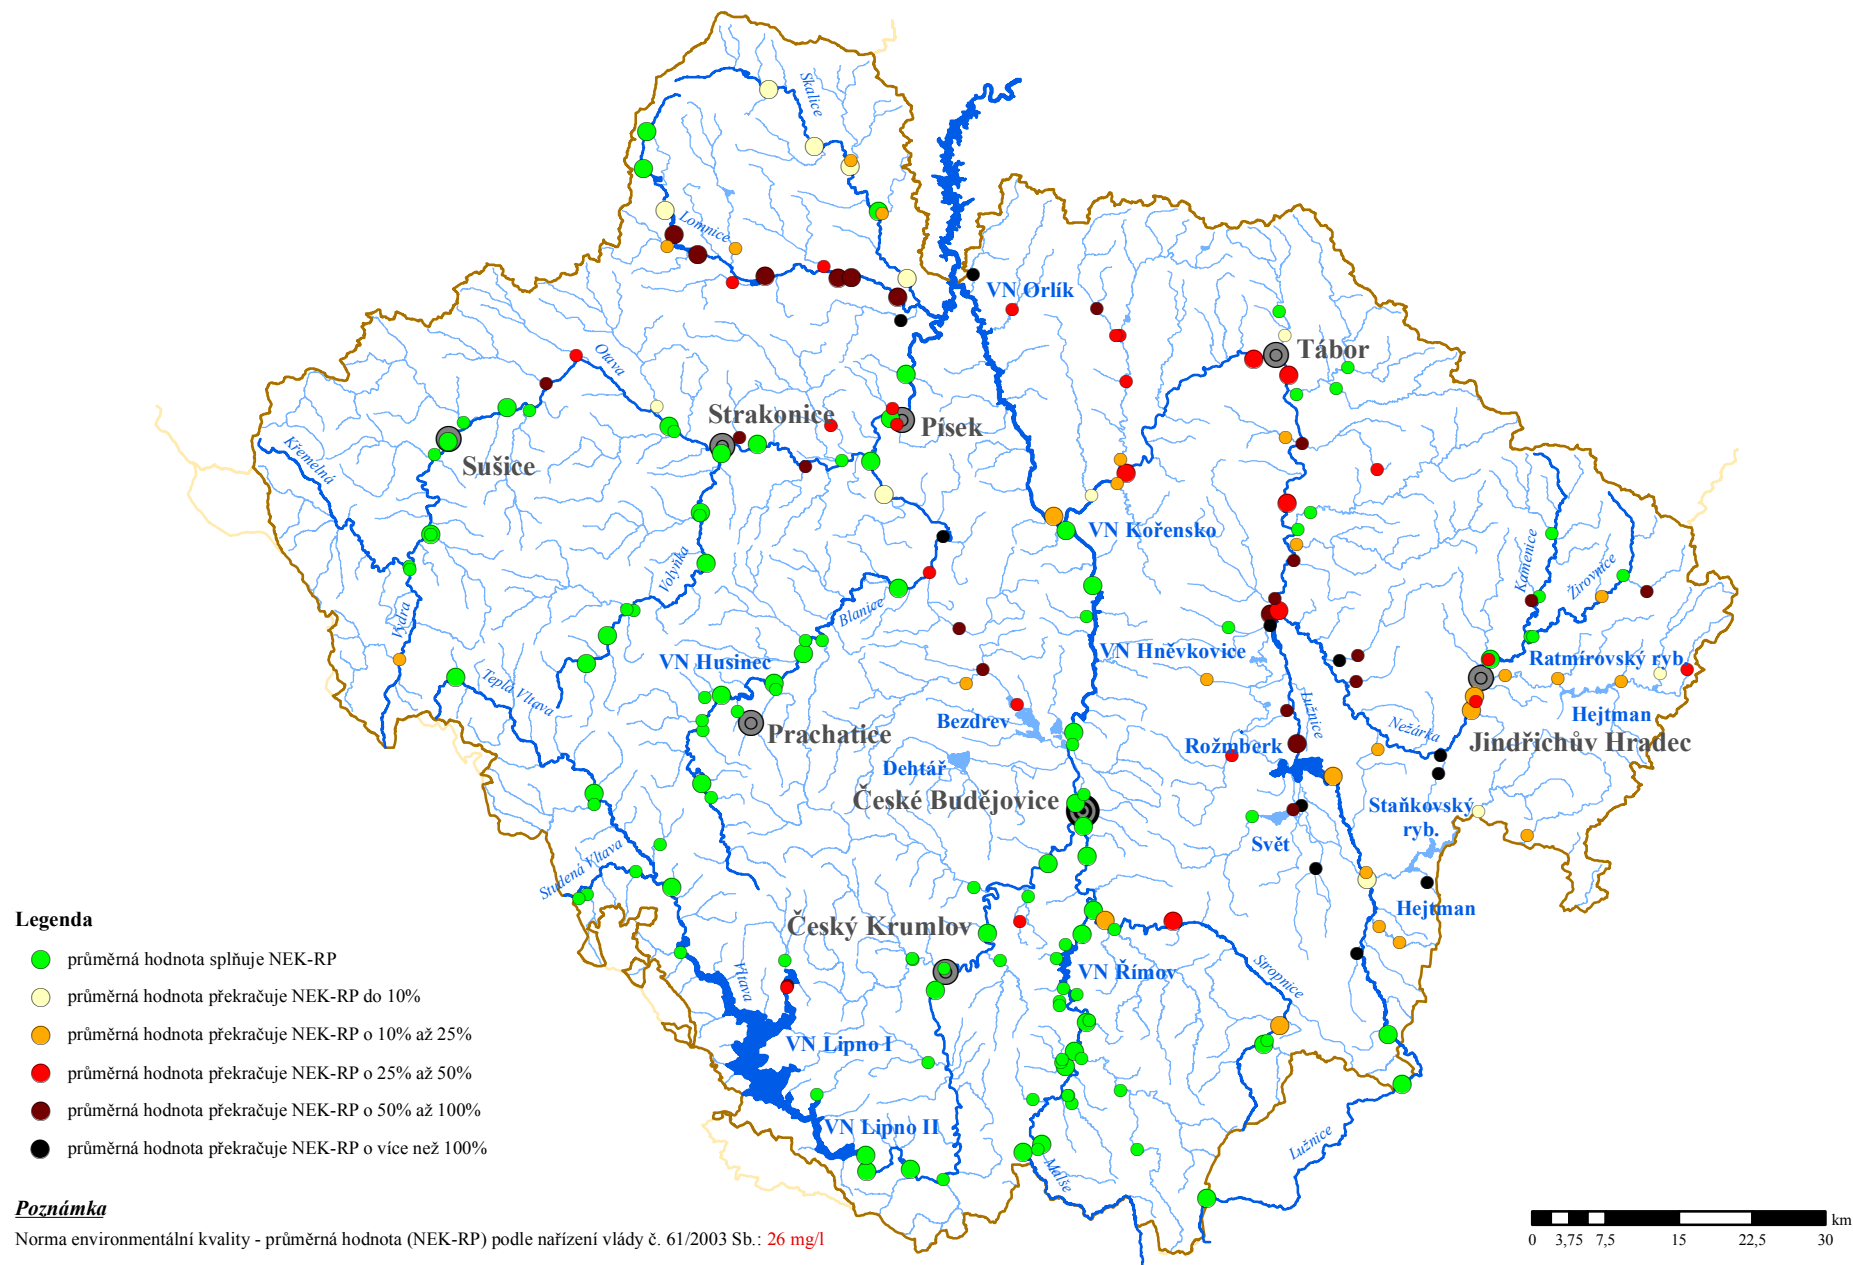 Skalice
Lomnice
VN Orlík
Tábor
Otava
Strakonice
Písek
Sušice
Křemelná
VN Kořensko
Volyňka
Kamenice
Žirovnice
Blanice
Vydra
VN Husinec
VN Hněvkovice
Ratmírovský ryb.
Teplá Vltava
Lužnice
Bezdrev
Hejtman
Nežárka
Prachatice
Rožmberk
Jindřichův Hradec
Dehtář
České Budějovice
Staňkovský
ryb.
Svět
Studená Vltava
Hejtman
Český Krumlov
Stropnice
VN Římov
Vltava
VN Lipno I
VN Lipno II
Lužnice
Malše
Legenda
průměrná hodnota splňuje NEK-RP
průměrná hodnota překračuje NEK-RP do 10%
průměrná hodnota překračuje NEK-RP o 10% až 25%
průměrná hodnota překračuje NEK-RP o 25% až 50%
průměrná hodnota překračuje NEK-RP o 50% až 100%
průměrná hodnota překračuje NEK-RP o více než 100%
Poznámka
Norma environmentální kvality - průměrná hodnota (NEK-RP) podle nařízení vlády č. 61/2003 Sb.: 26 mg/l
km
0 3,75 7,5 15 22,5 30